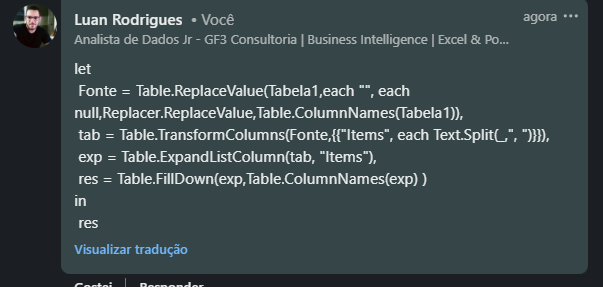 Luan Rodrigues • Você
agora •••
Analista de Dados Jr - GF3 Consultoria | Business Intelligence | Excel & Po...
let
Fonte = Table.ReplaceValue(Tabela1,each "", each
null,Replacer.ReplaceValue,Table.ColumnNames(Tabela1)),
tab = Table.TransformColumns(Fonte,{{"Items", each Text.Split(_,", ")}}),
exp = Table.ExpandListColumn(tab, "Items"),
res = Table.FillDown(exp,Table.ColumnNames(exp) )
in
res
Visualizar tradução
Gostei | Responder